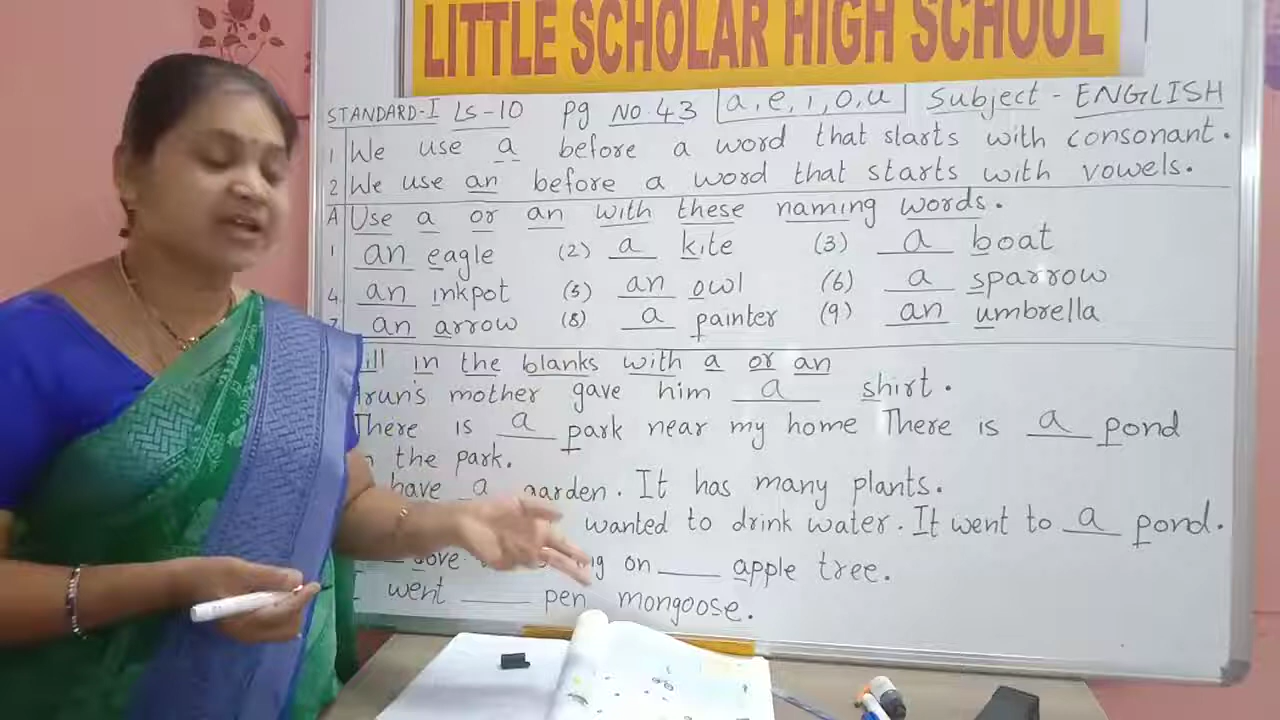 LITTLE SCHOLAR HIGH SCHOOL
STANDARD-I Ls-10 pg No. 43 a, e, i, o, u Subject - ENGLISH
1 We use a before a word that starts with consonant.
2 We use an before a word that starts with vowels.
A Use a or an with these naming words.
1 an eagle (2) a kite (3) a boat
4 an inkpot (5) an owl (6) a sparrow
an arrow (8) a painter (9) an umbrella
in the blanks with a or an
mother gave him a shirt.
There is a park near my home There is a pond
the park.
have a garden. It has many plants.
wanted to drink water. It went to a pond.
on ____ apple tree.
I went ____ pen mongoose.